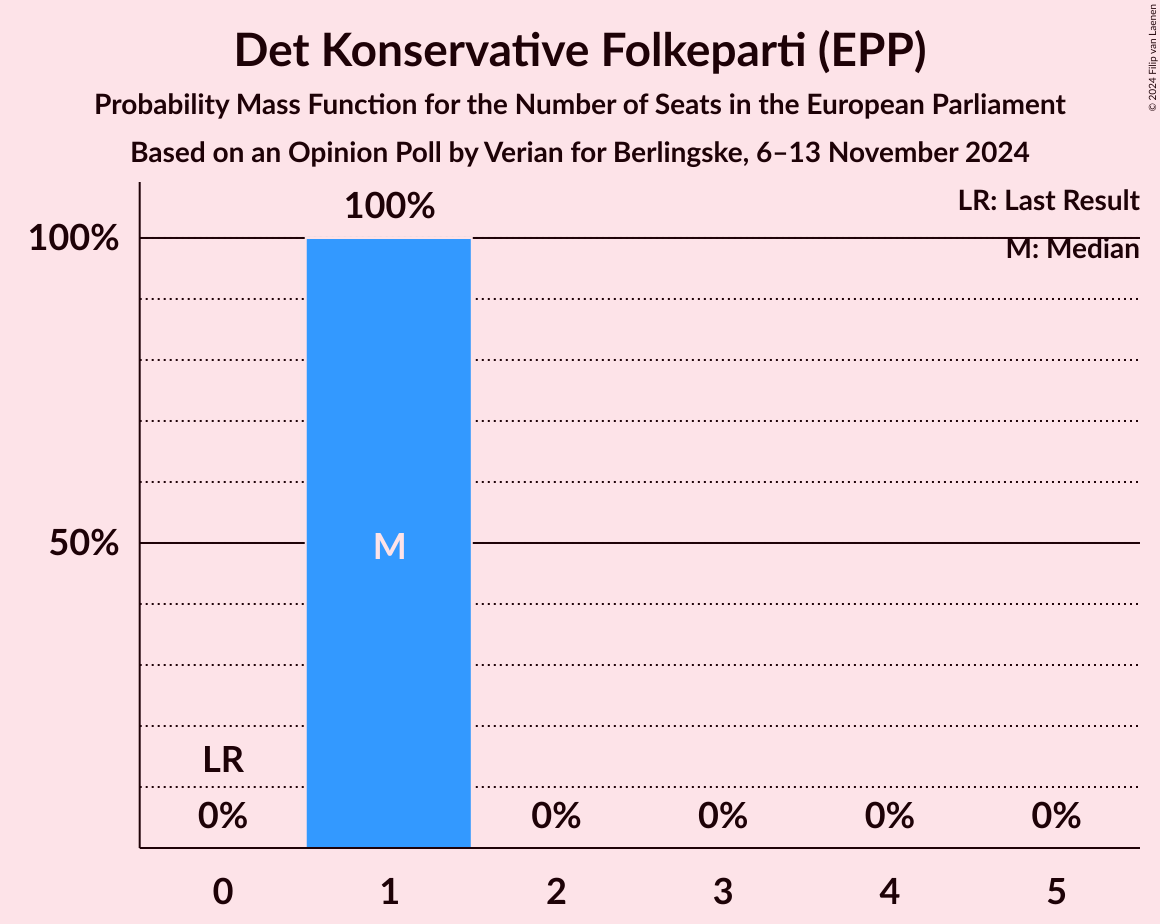 Det Konservative Folkeparti (EPP)
Probability Mass Function for the Number of Seats in the European Parliament
Based on an Opinion Poll by Verian for Berlingske, 6–13 November 2024
© 2024 Filip van Laenen
LR: Last Result
M: Median
100%
100%
50%
M
LR
0%
0%
0%
0%
0%
0
1
2
3
4
5